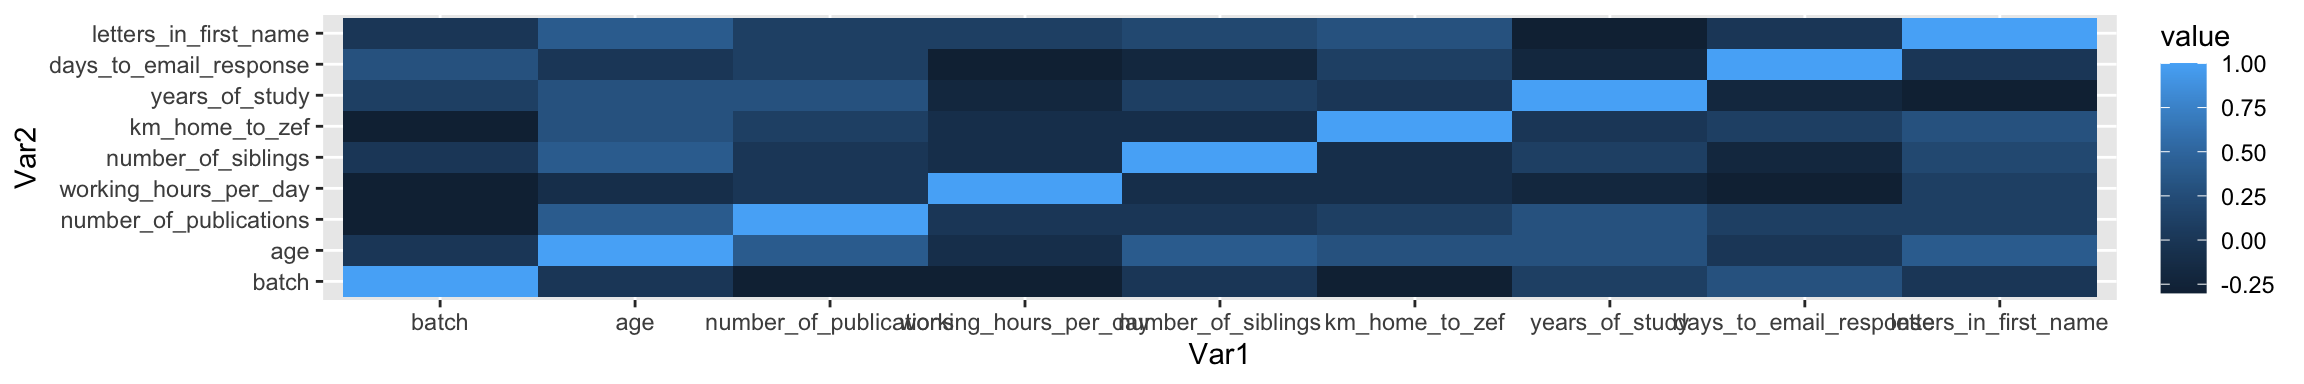 letters_in_first_name
days_to_email_response
years_of_study
km_home_to_zef
number_of_siblings
working_hours_per_day
number_of_publications
age
batch
Var2
batch age number_of_publications working_hours_per_day number_of_siblings km_home_to_zef years_of_study days_to_email_response letters_in_first_name
Var1
value
1.00
0.75
0.50
0.25
0.00
-0.25